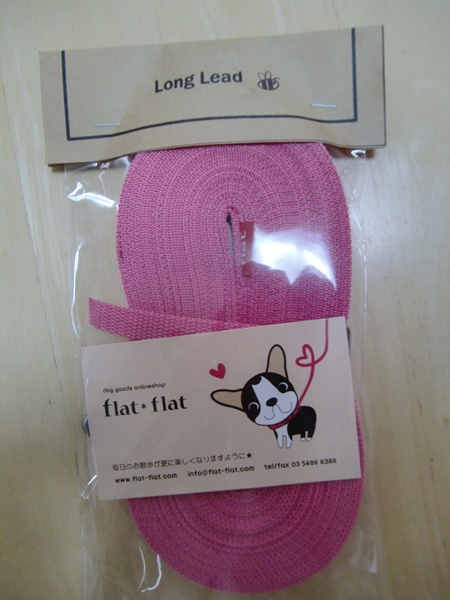 Long Lead
flat
dog goods onlineshop
flat*flat
毎日のお散歩が更に楽しくなりますように★
www.flat-flat.com info@flat-flat.com tel/fax 03 5486 8388